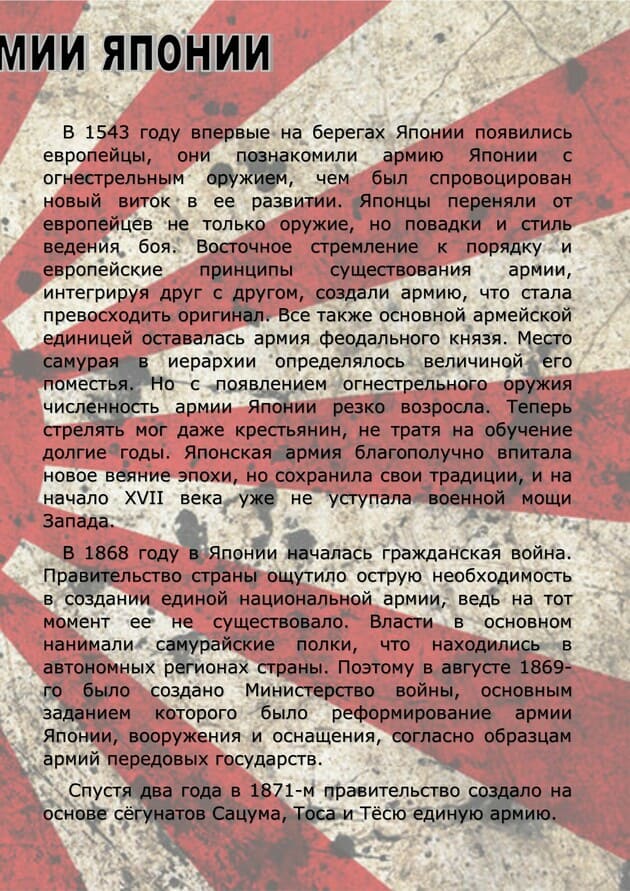 МИИ ЯПОНИИ
В 1543 году впервые на берегах Японии появились
европейцы, они познакомили армию Японии с
огнестрельным оружием, чем был спровоцирован
новый виток в ее развитии. Японцы переняли от
европейцев не только оружие, но повадки и стиль
ведения боя. Восточное стремление к порядку и
европейские принципы существования армии,
интегрируя друг с другом, создали армию, что стала
превосходить оригинал. Все также основной армейской
единицей оставалась армия феодального князя. Место
самурая в иерархии определялось величиной его
поместья. Но с появлением огнестрельного оружия
численность армии Японии резко возросла. Теперь
стрелять мог даже крестьянин, не тратя на обучение
долгие годы. Японская армия благополучно впитала
новое веяние эпохи, но сохранила свои традиции, и на
начало XVII века уже не уступала военной мощи
Запада.
В 1868 году в Японии началась гражданская война.
Правительство страны ощутило острую необходимость
в создании единой национальной армии, ведь на тот
момент ее не существовало. Власти в основном
нанимали самурайские полки, что находились в
автономных регионах страны. Поэтому в августе 1869-
го было создано Министерство войны, основным
заданием которого было реформирование армии
Японии, вооружения и оснащения, согласно образцам
армий передовых государств.
Спустя два года в 1871-м правительство создало на
основе сёгунатов Сацума, Тоса и Тёсю единую армию.